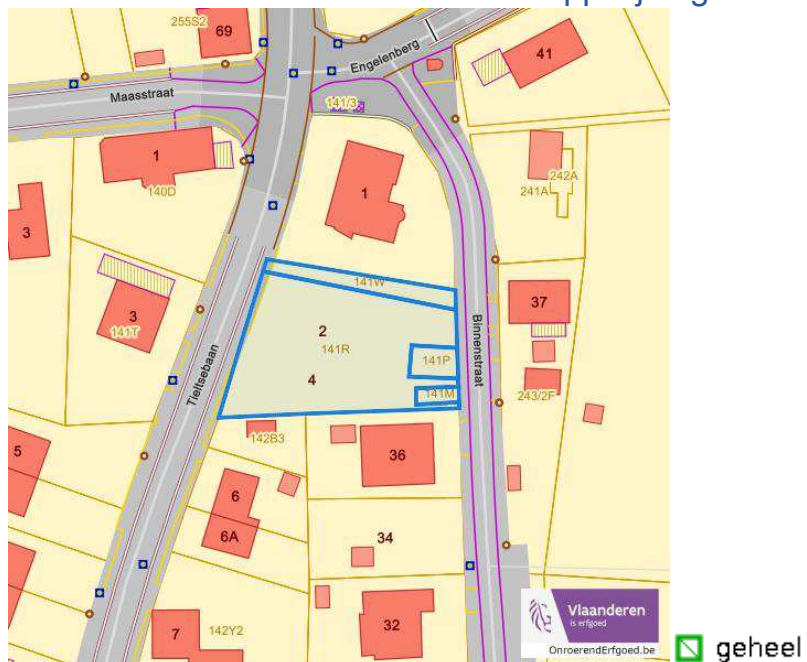 255S2
69
Engelenberg
41
Maasstraat
141/3
1
140D
1
242A
241A
3
141W
3
141T
2
141R
4
141P
141M
Tieltsebaan
Binnenstraat
37
243/2F
142B3
36
5
6
6A
34
7
142Y2
32
Vlaanderen
is erfgoed
OnroerendErfgoed.be
geheel